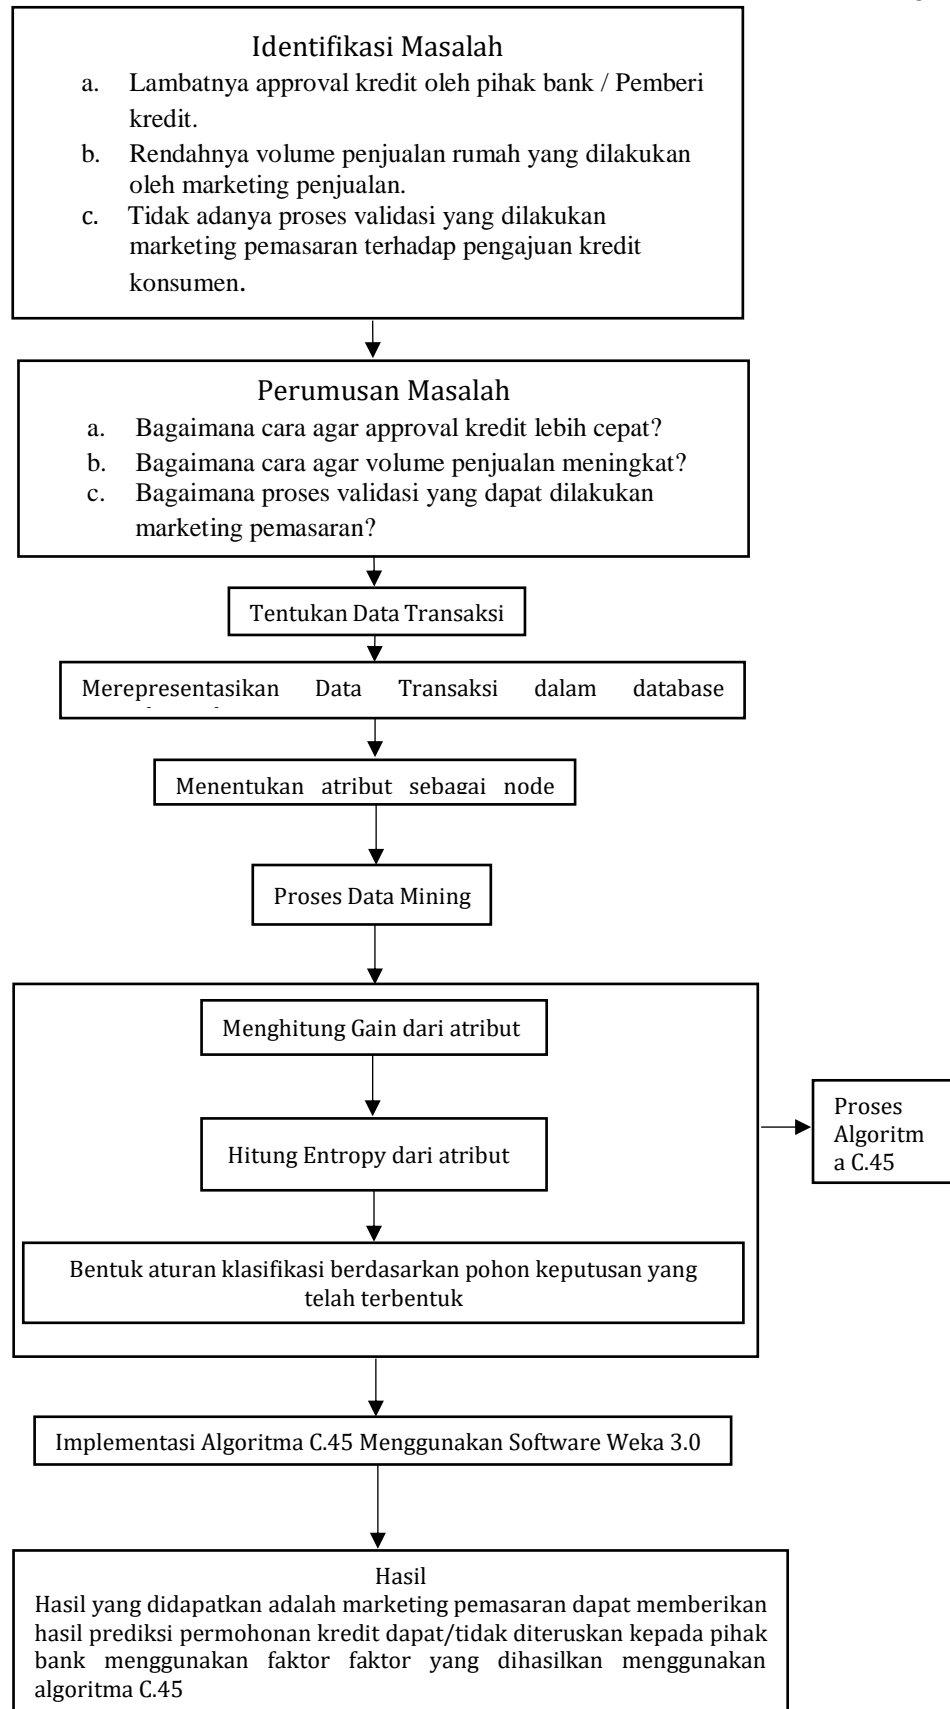 Identifikasi Masalah
a. Lambatnya approval kredit oleh pihak bank / Pemberi
kredit.
b. Rendahnya volume penjualan rumah yang dilakukan
oleh marketing penjualan.
c. Tidak adanya proses validasi yang dilakukan
marketing pemasaran terhadap pengajuan kredit
konsumen.
Perumusan Masalah
a. Bagaimana cara agar approval kredit lebih cepat?
b. Bagaimana cara agar volume penjualan meningkat?
c. Bagaimana proses validasi yang dapat dilakukan
marketing pemasaran?
Tentukan Data Transaksi
Merepresentasikan Data Transaksi dalam database
Menentukan atribut sebagai node
Proses Data Mining
Menghitung Gain dari atribut
Hitung Entropy dari atribut
Bentuk aturan klasifikasi berdasarkan pohon keputusan yang
telah terbentuk
Proses
Algoritm
a C.45
Implementasi Algoritma C.45 Menggunakan Software Weka 3.0
Hasil
Hasil yang didapatkan adalah marketing pemasaran dapat memberikan
hasil prediksi permohonan kredit dapat/tidak diteruskan kepada pihak
bank menggunakan faktor faktor yang dihasilkan menggunakan
algoritma C.45